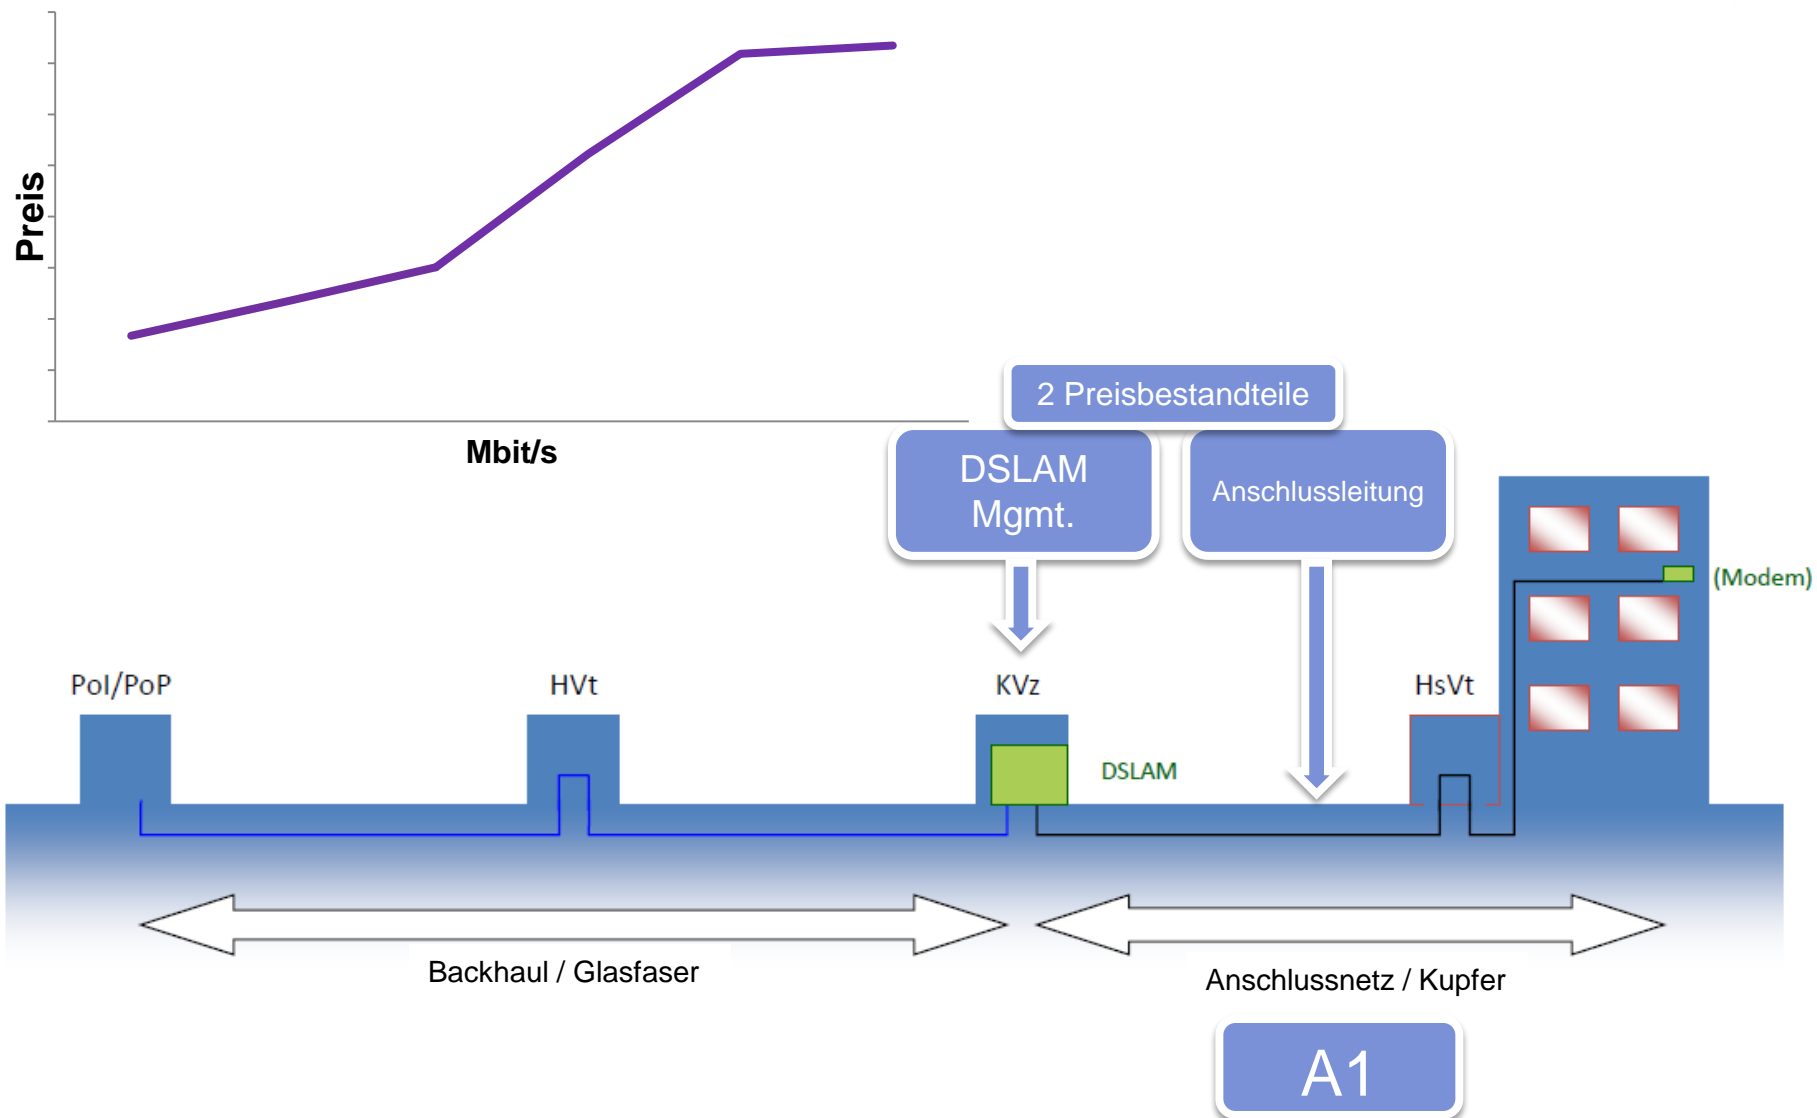 Preis
Mbit/s
2 Preisbestandteile
DSLAM
Mgmt.
Anschlussleitung
(Modem)
PoI/PoP
HVt
KVz
HsVt
DSLAM
Backhaul / Glasfaser
Anschlussnetz / Kupfer
A1